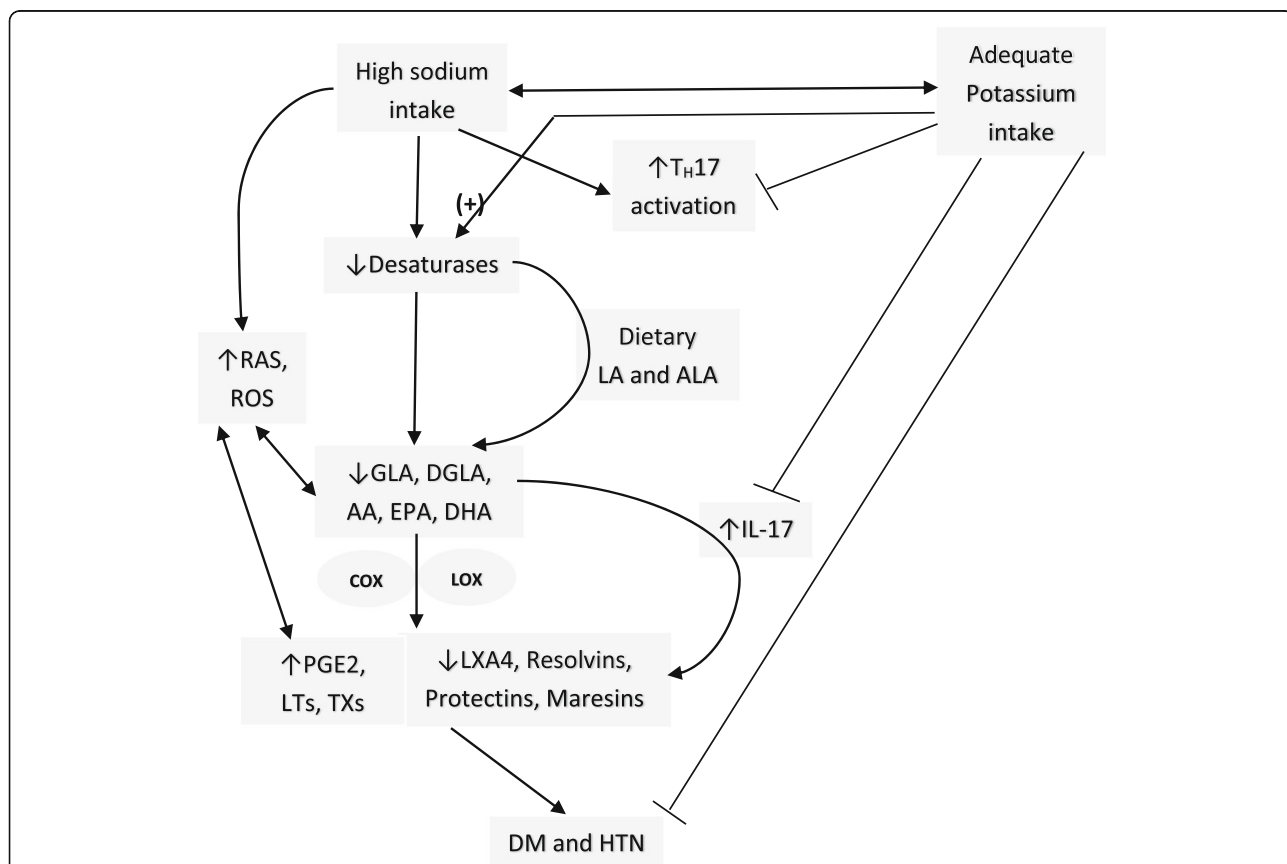 High sodium
intake
Adequate
Potassium
intake
↑TH17
activation
(+)
↓Desaturases
Dietary
LA and ALA
↑RAS,
ROS
↓GLA, DGLA,
AA, EPA, DHA
↑IL-17
COX
LOX
↑PGE2,
LTs, TXs
↓LXA4, Resolvins,
Protectins, Maresins
DM and HTN